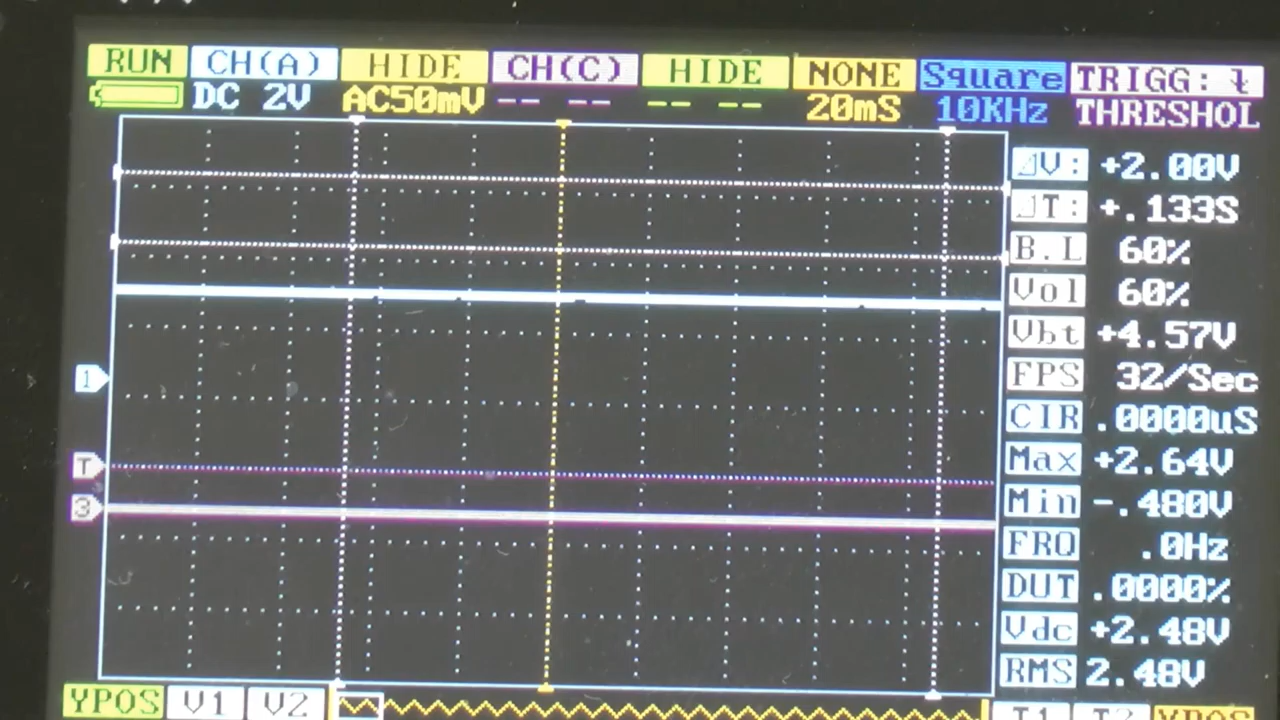 RUN CH(A) HIDE CH(C) HIDE NONE Square TRIGG:
DC 2V AC50mV -- -- -- -- 20mS 10KHz THRESHOL
⊿V: +2.00V
⊿T: +.133S
B.L 60%
Vol 60%
Vbt +4.57V
FPS 32/Sec
1
CIR .0000uS
T
Max +2.64V
3
Min -.480V
FRQ .0Hz
DUT .0000%
Vdc +2.48V
RMS 2.48V
YPOS V1 V2 T1 T2 YPOS